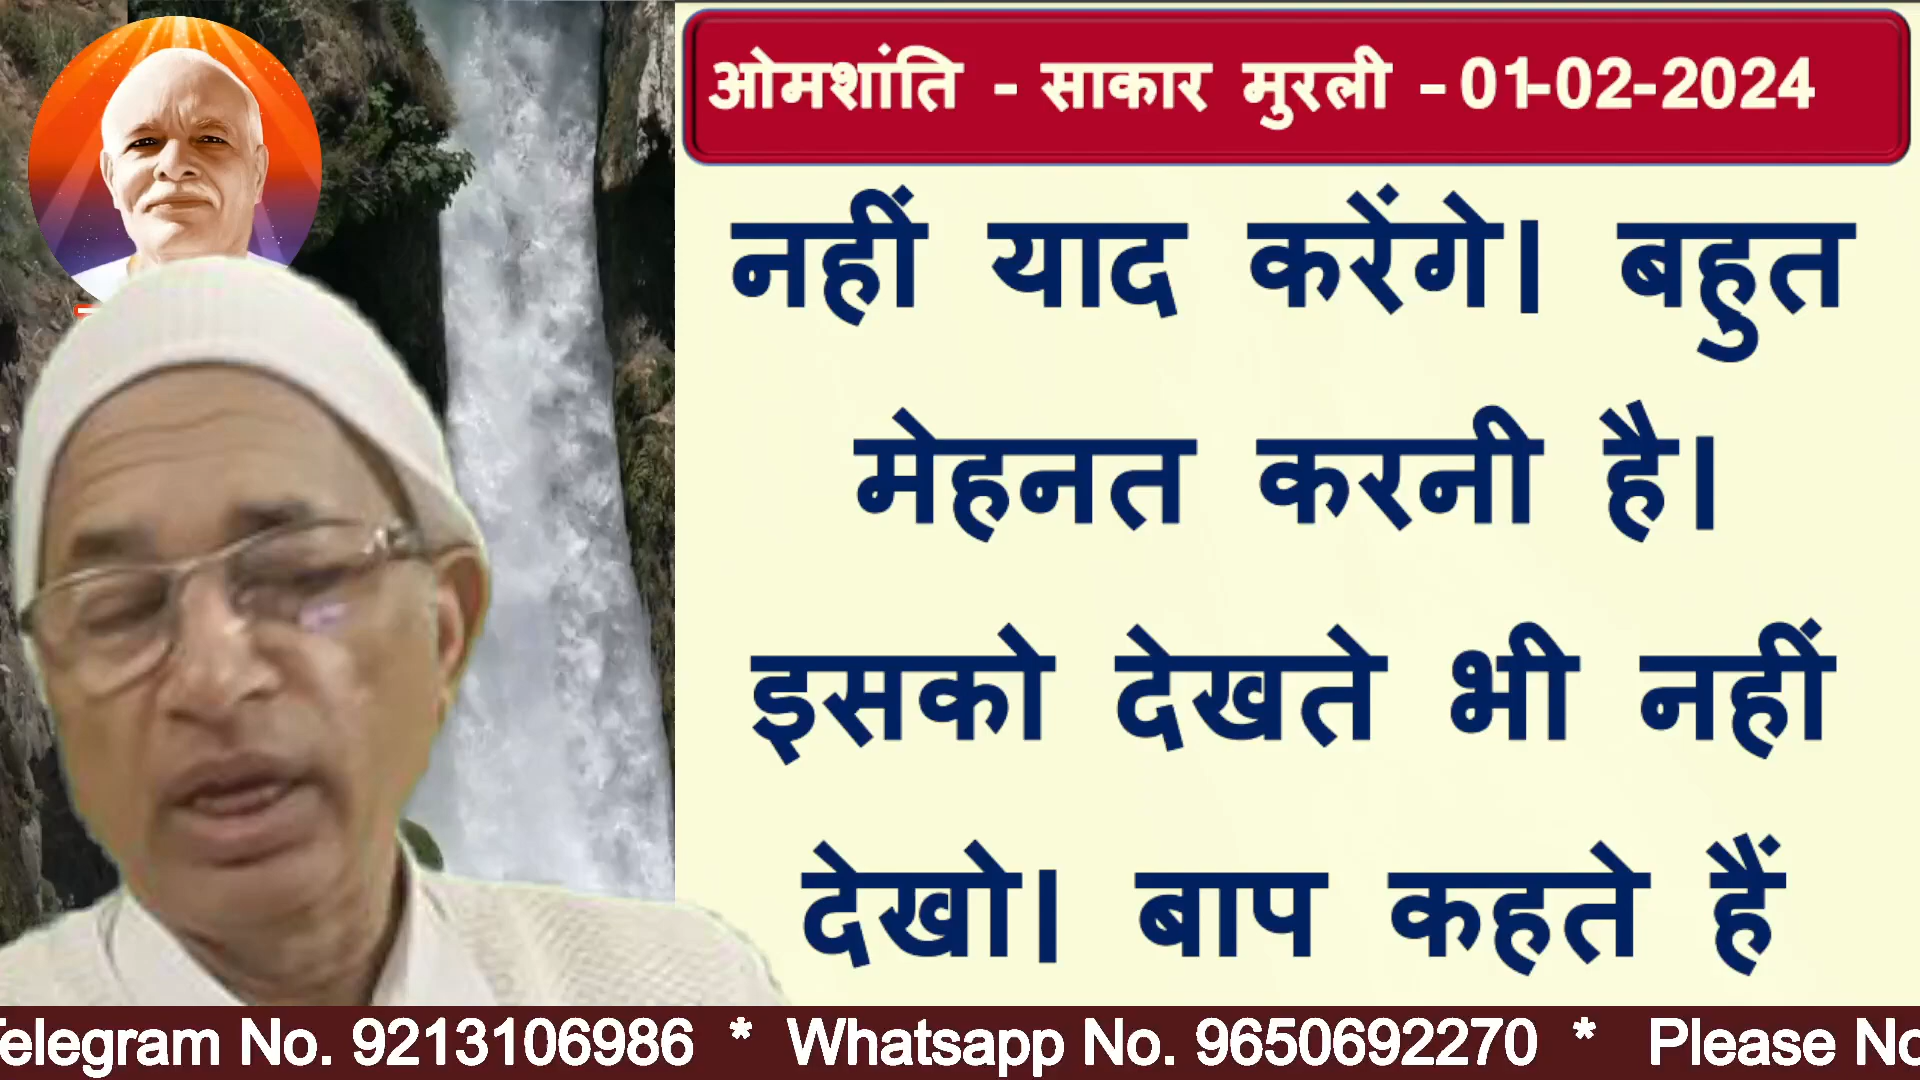 ओमशांति - साकार मुरली - 01-02-2024
नहीं याद करेंगे। बहुत
मेहनत करनी है।
इसको देखते भी नहीं
देखो। बाप कहते हैं
Telegram No. 9213106986 * Whatsapp No. 9650692270 * Please No